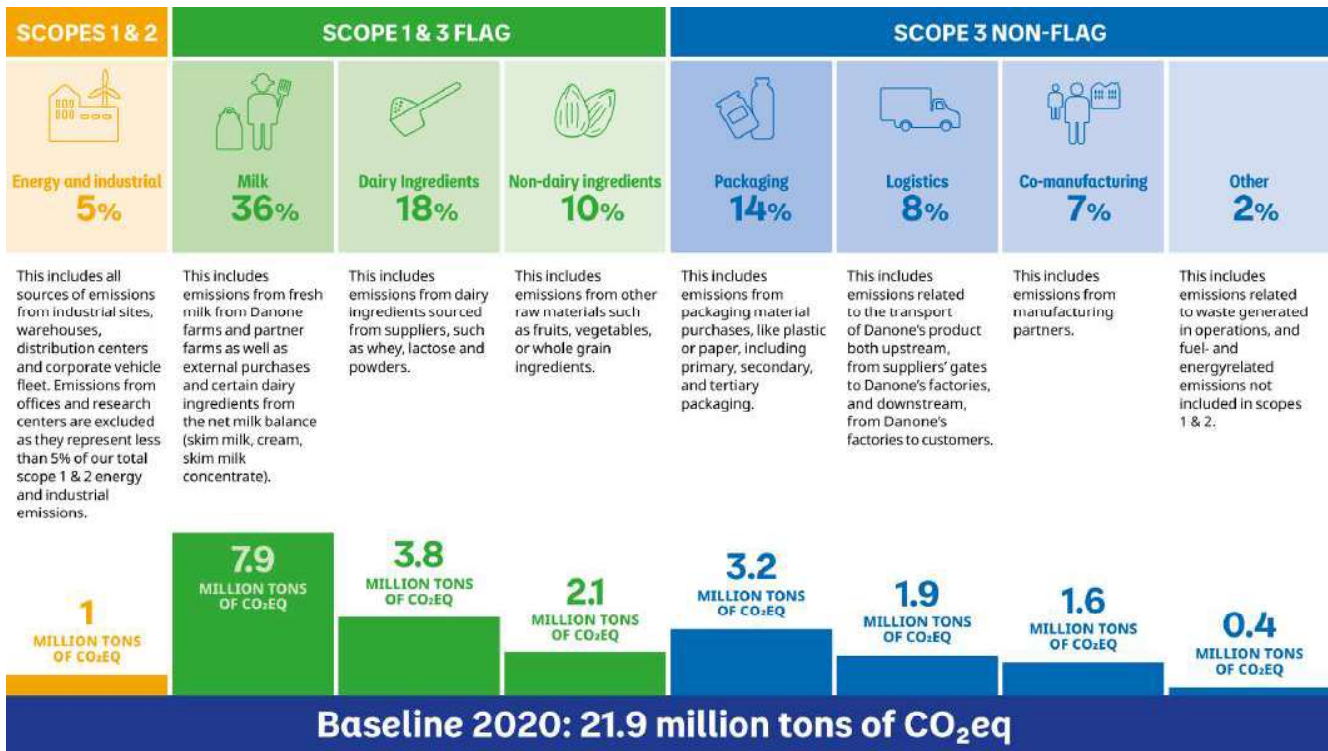 SCOPES 1 & 2
SCOPE 1 & 3 FLAG
SCOPE 3 NON-FLAG
Energy and industrial
5%
Milk
36%
Dairy Ingredients
18%
Non-dairy ingredients
10%
Packaging
14%
Logistics
8%
Co-manufacturing
7%
Other
2%
This includes all
sources of emissions
from industrial sites,
warehouses,
distribution centers
and corporate vehicle
fleet. Emissions from
offices and research
centers are excluded
as they represent less
than 5% of our total
scope 1 & 2 energy
and industrial
emissions.
This includes
emissions from fresh
milk from Danone
farms and partner
farms as well as
external purchases
and certain dairy
ingredients from
the net milk balance
(skim milk, cream,
skim milk
concentrate).
This includes
emissions from dairy
ingredients sourced
from suppliers, such
as whey, lactose and
powders.
This includes
emissions from other
raw materials such
as fruits, vegetables,
or whole grain
ingredients.
This includes
emissions from
packaging material
purchases, like plastic
or paper, including
primary, secondary,
and tertiary
packaging.
This includes
emissions related
to the transport
of Danone's product
both upstream,
from suppliers' gates
to Danone's factories,
and downstream,
from Danone's
factories to customers.
This includes
emissions from
manufacturing
partners.
This includes
emissions related
to waste generated
in operations, and
fuel- and
energyrelated
emissions not
included in scopes
1 & 2.
1
MILLION TONS
OF CO₂EQ
7.9
MILLION TONS
OF CO₂EQ
3.8
MILLION TONS
OF CO₂EQ
2.1
MILLION TONS
OF CO₂EQ
3.2
MILLION TONS
OF CO₂EQ
1.9
MILLION TONS
OF CO₂EQ
1.6
MILLION TONS
OF CO₂EQ
0.4
MILLION TONS
OF CO₂EQ
Baseline 2020: 21.9 million tons of CO₂eq